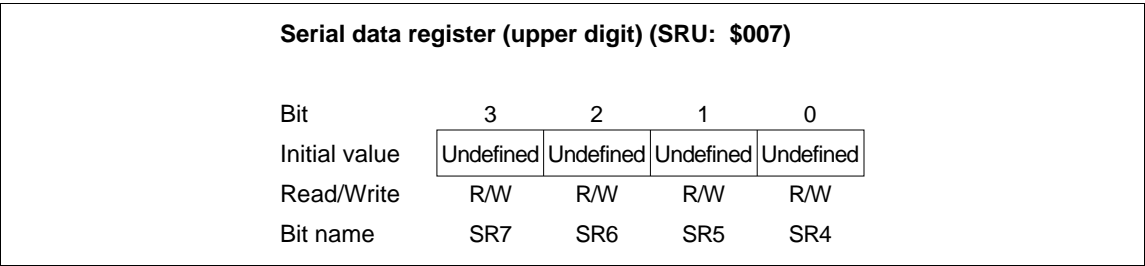 Serial data register (upper digit) (SRU: $007)
Bit 3 2 1 0
Initial value Undefined Undefined Undefined Undefined
Read/Write R/W R/W R/W R/W
Bit name SR7 SR6 SR5 SR4